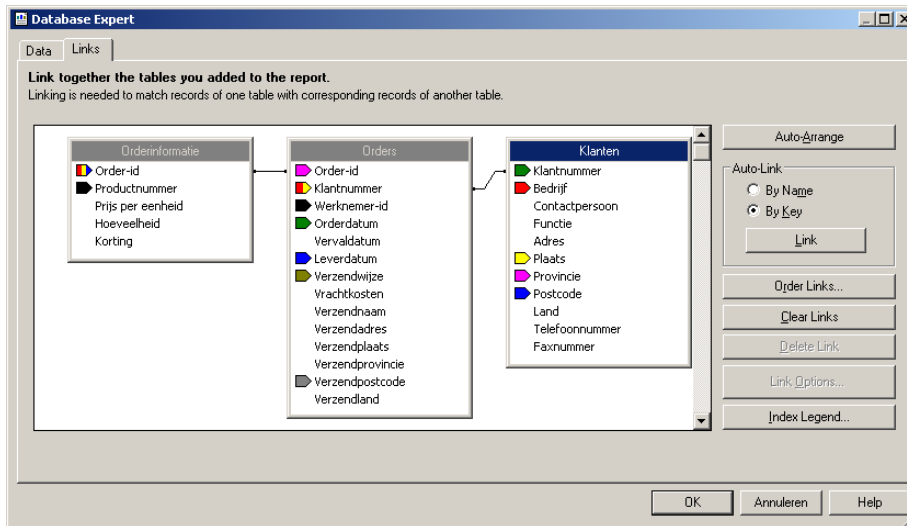 Database Expert
Data
Links
Link together the tables you added to the report.
Linking is needed to match records of one table with corresponding records of another table.
Orderinformatie
Order-id
Productnummer
Prijs per eenheid
Hoeveelheid
Korting
Orders
Order-id
Klantnummer
Werknemer-id
Orderdatum
Vervaldatum
Leverdatum
Verzendwijze
Vrachtkosten
Verzendnaam
Verzendadres
Verzendplaats
Verzendprovincie
Verzendpostcode
Verzendland
Klanten
Klantnummer
Bedrijf
Contactpersoon
Functie
Adres
Plaats
Provincie
Postcode
Land
Telefoonnummer
Faxnummer
Auto-Arrange
Auto-Link
By Name
By Key
Link
Order Links...
Clear Links
Delete Link
Link Options...
Index Legend...
OK
Annuleren
Help